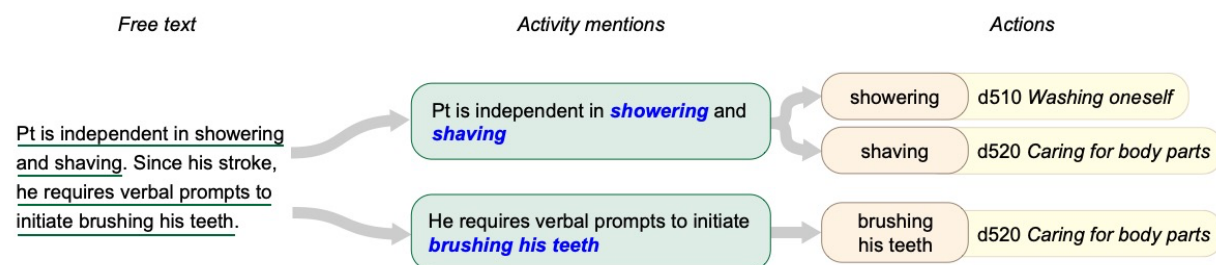 Free text
Activity mentions
Actions
Pt is independent in showering
and shaving. Since his stroke,
he requires verbal prompts to
initiate brushing his teeth.
Pt is independent in showering and
shaving
He requires verbal prompts to initiate
brushing his teeth
showering
d510 Washing oneself
shaving
d520 Caring for body parts
brushing
his teeth
d520 Caring for body parts